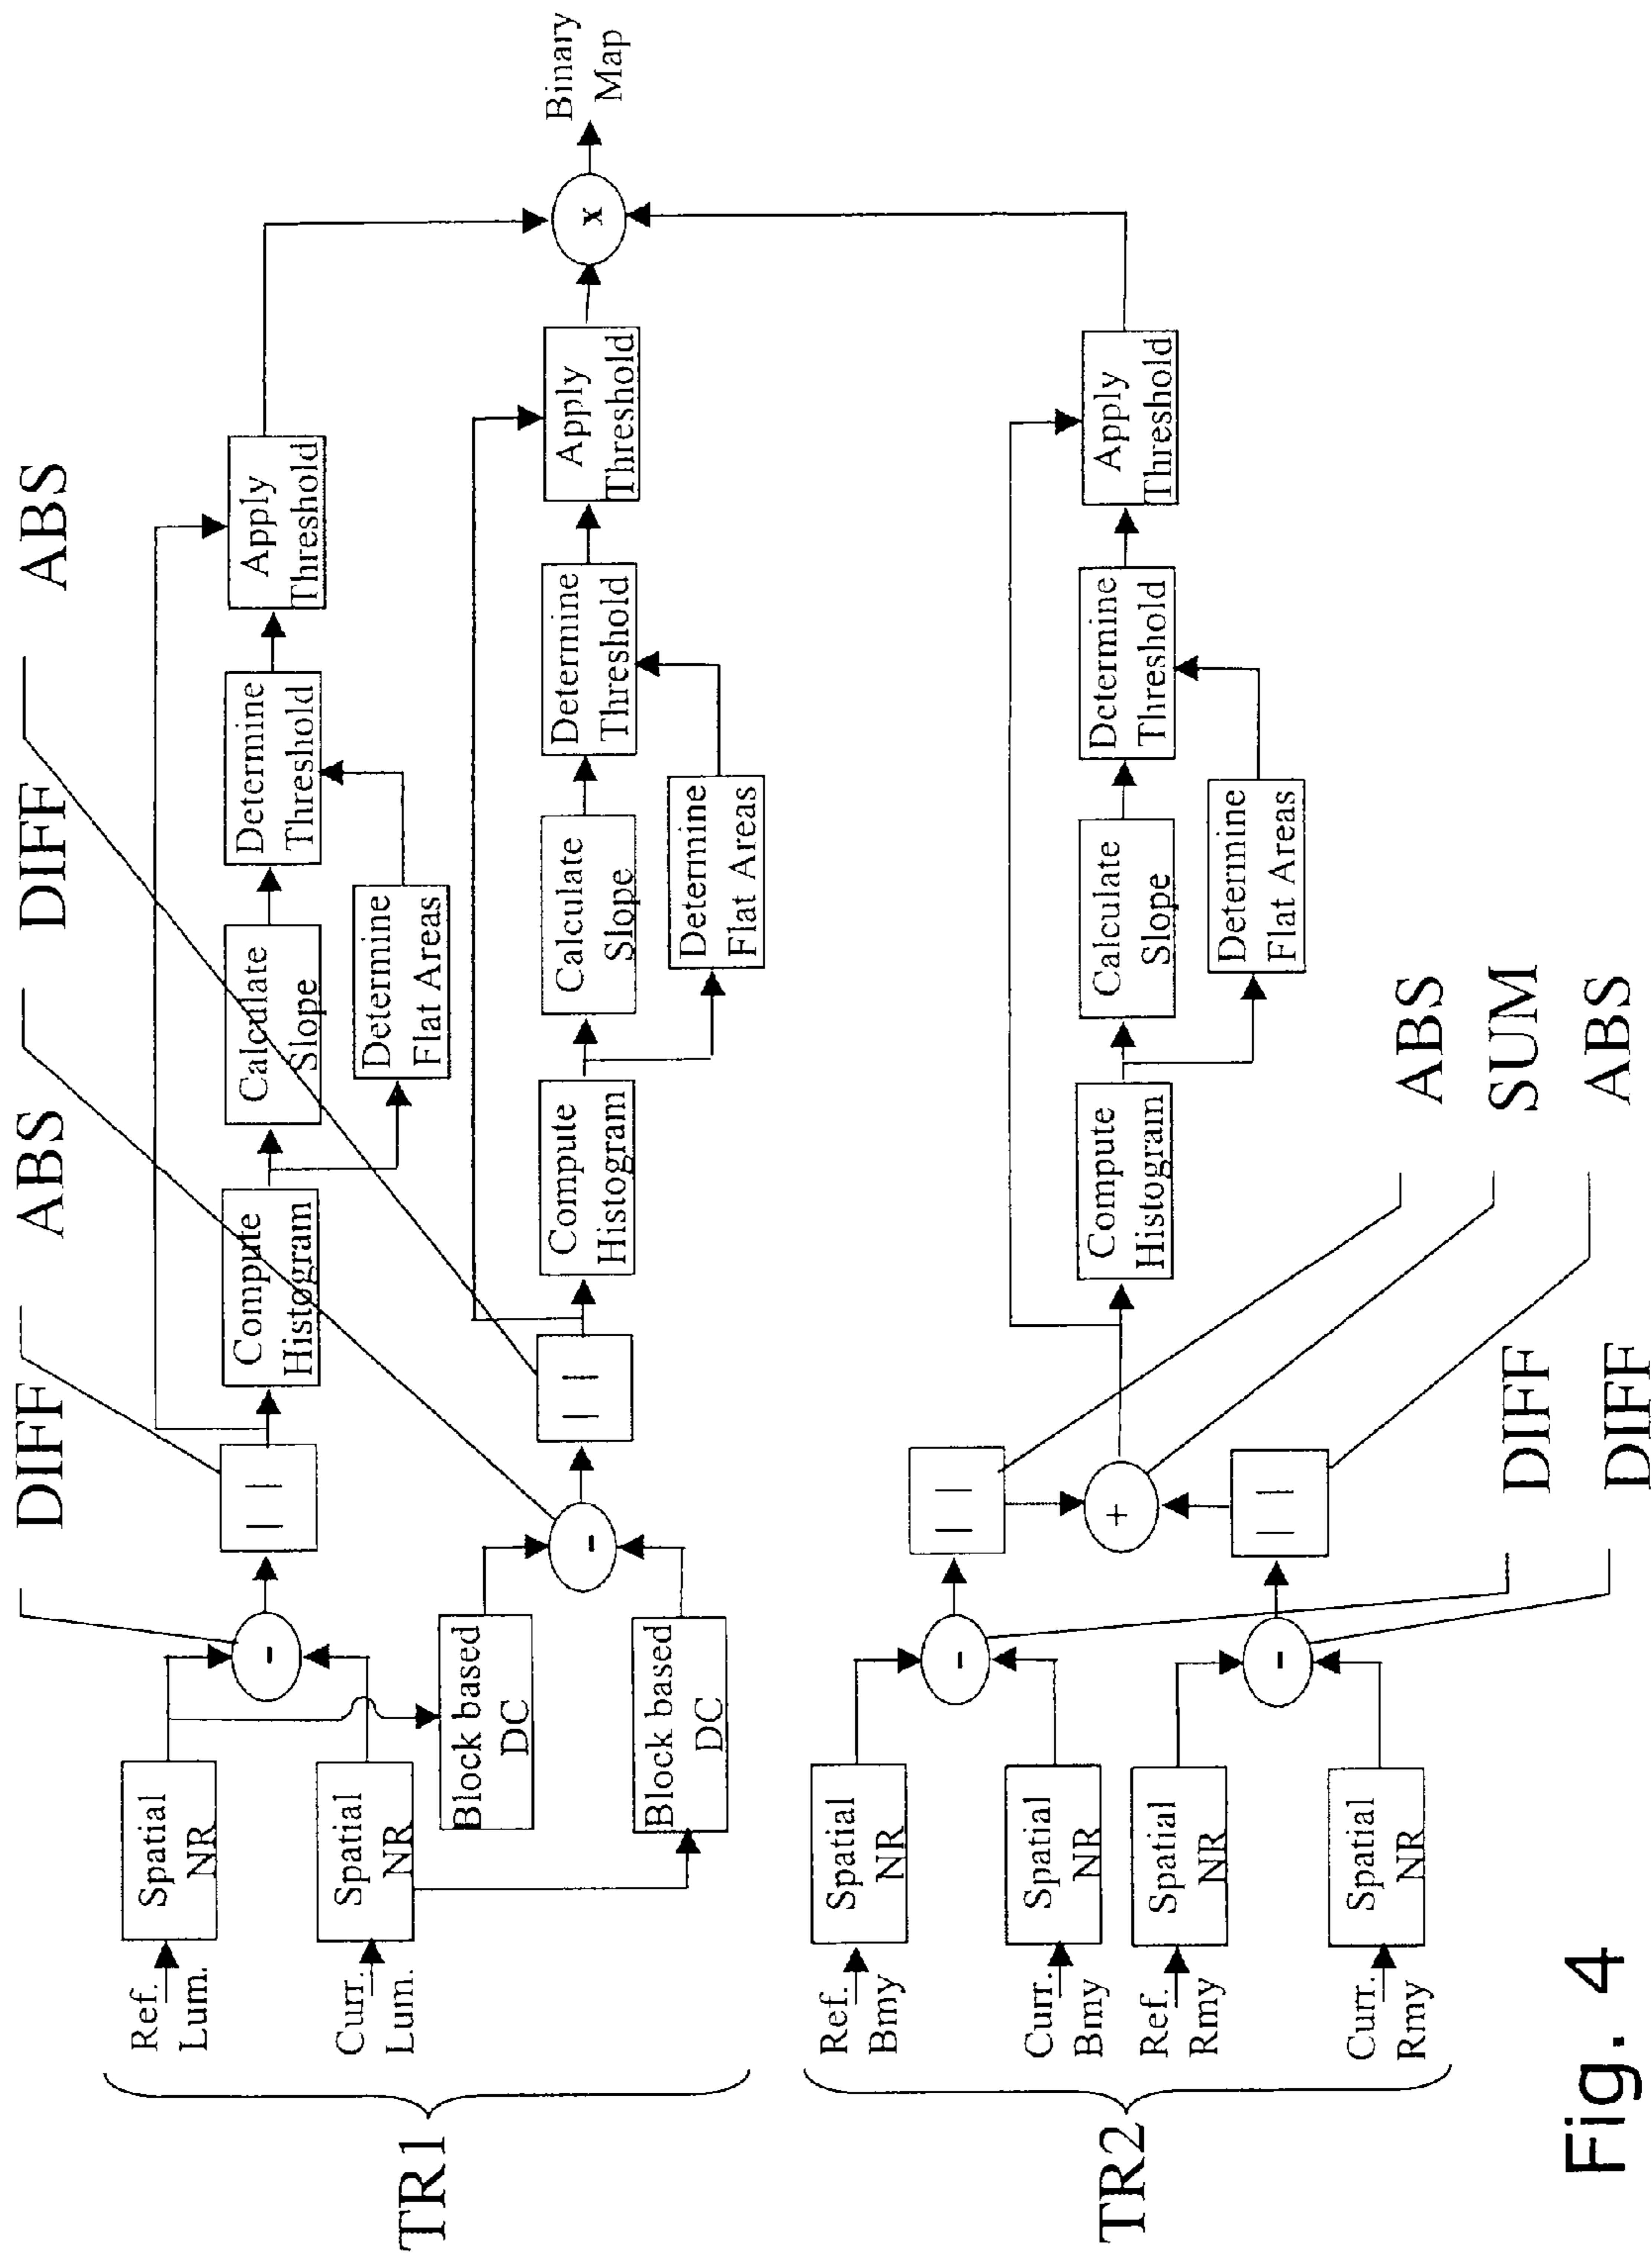 DIFF
ABS
DIFF
ABS
TR1
Ref.
Lum.
Spatial
NR
-
| |
Compute
Histogram
Calculate
Slope
Determine
Threshold
Apply
Threshold
Determine
Flat Areas
Curr.
Lum.
Spatial
NR
Block based
DC
Block based
DC
-
| |
Compute
Histogram
Calculate
Slope
Determine
Threshold
Apply
Threshold
Determine
Flat Areas
x
Binary
Map
TR2
Ref.
Bmy
Spatial
NR
Curr.
Bmy
Spatial
NR
-
| |
Ref.
Rmy
Spatial
NR
Curr.
Rmy
Spatial
NR
-
| |
+
Compute
Histogram
Calculate
Slope
Determine
Threshold
Apply
Threshold
Determine
Flat Areas
ABS
SUM
ABS
DIFF
DIFF
Fig. 4